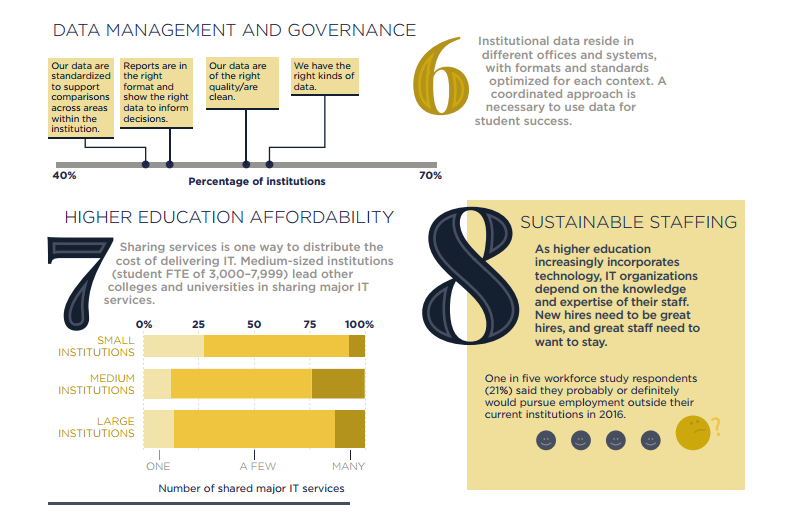 DATA MANAGEMENT AND GOVERNANCE
Our data are
standardized
to support
comparisons
across areas
within the
institution.
Reports are in
the right
format and
show the right
data to inform
decisions.
Our data are
of the right
quality/are
clean.
We have the
right kinds of
data.
40%
70%
Percentage of institutions
6
Institutional data reside in
different offices and systems,
with formats and standards
optimized for each context. A
coordinated approach is
necessary to use data for
student success.
HIGHER EDUCATION AFFORDABILITY
7
Sharing services is one way to distribute the
cost of delivering IT. Medium-sized institutions
(student FTE of 3,000–7,999) lead other
colleges and universities in sharing major IT
services.
0% 25 50 75 100%
SMALL
INSTITUTIONS
MEDIUM
INSTITUTIONS
LARGE
INSTITUTIONS
ONE A FEW MANY
Number of shared major IT services
8
SUSTAINABLE STAFFING
As higher education
increasingly incorporates
technology, IT organizations
depend on the knowledge
and expertise of their staff.
New hires need to be great
hires, and great staff need to
want to stay.
One in five workforce study respondents
(21%) said they probably or definitely
would pursue employment outside their
current institutions in 2016.
?